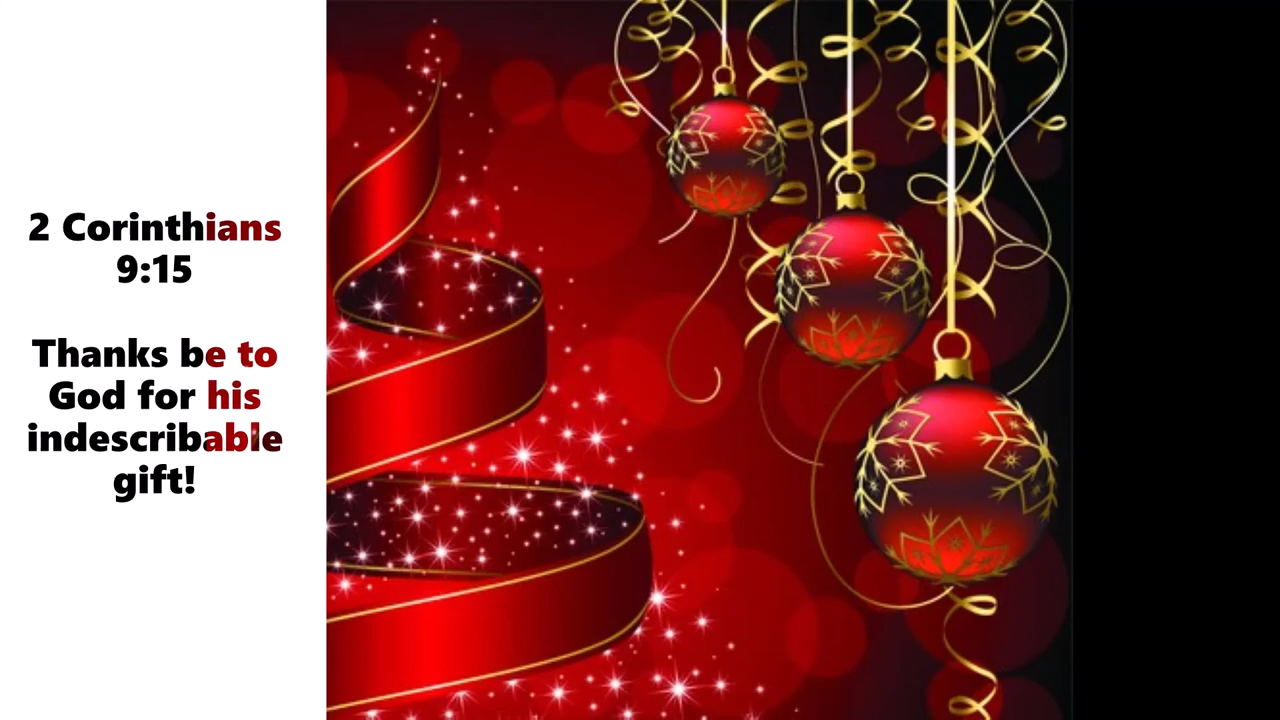 2 Corinthians
9:15
Thanks be to
God for his
indescribable
gift!